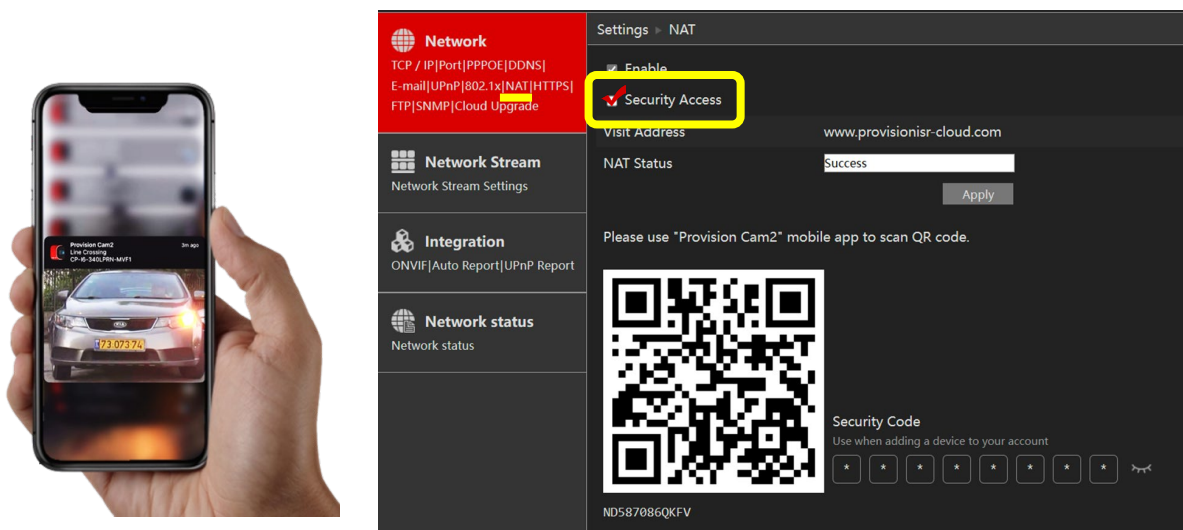 Provision Cam2
3m ago
Line Crossing
CP-I6-340LPRN-MVF1
KIA
73 073 74
Network
TCP / IP|Port|PPPOE|DDNS|
E-mail|UPnP|802.1x|NAT|HTTPS|
FTP|SNMP|Cloud Upgrade
Network Stream
Network Stream Settings
Integration
ONVIF|Auto Report|UPnP Report
Network status
Network status
Settings ▸ NAT
Enable
Security Access
Visit Address
www.provisionisr-cloud.com
NAT Status
Success
Apply
Please use "Provision Cam2" mobile app to scan QR code.
Security Code
Use when adding a device to your account
* * * * * * * *
ND587086QKFV